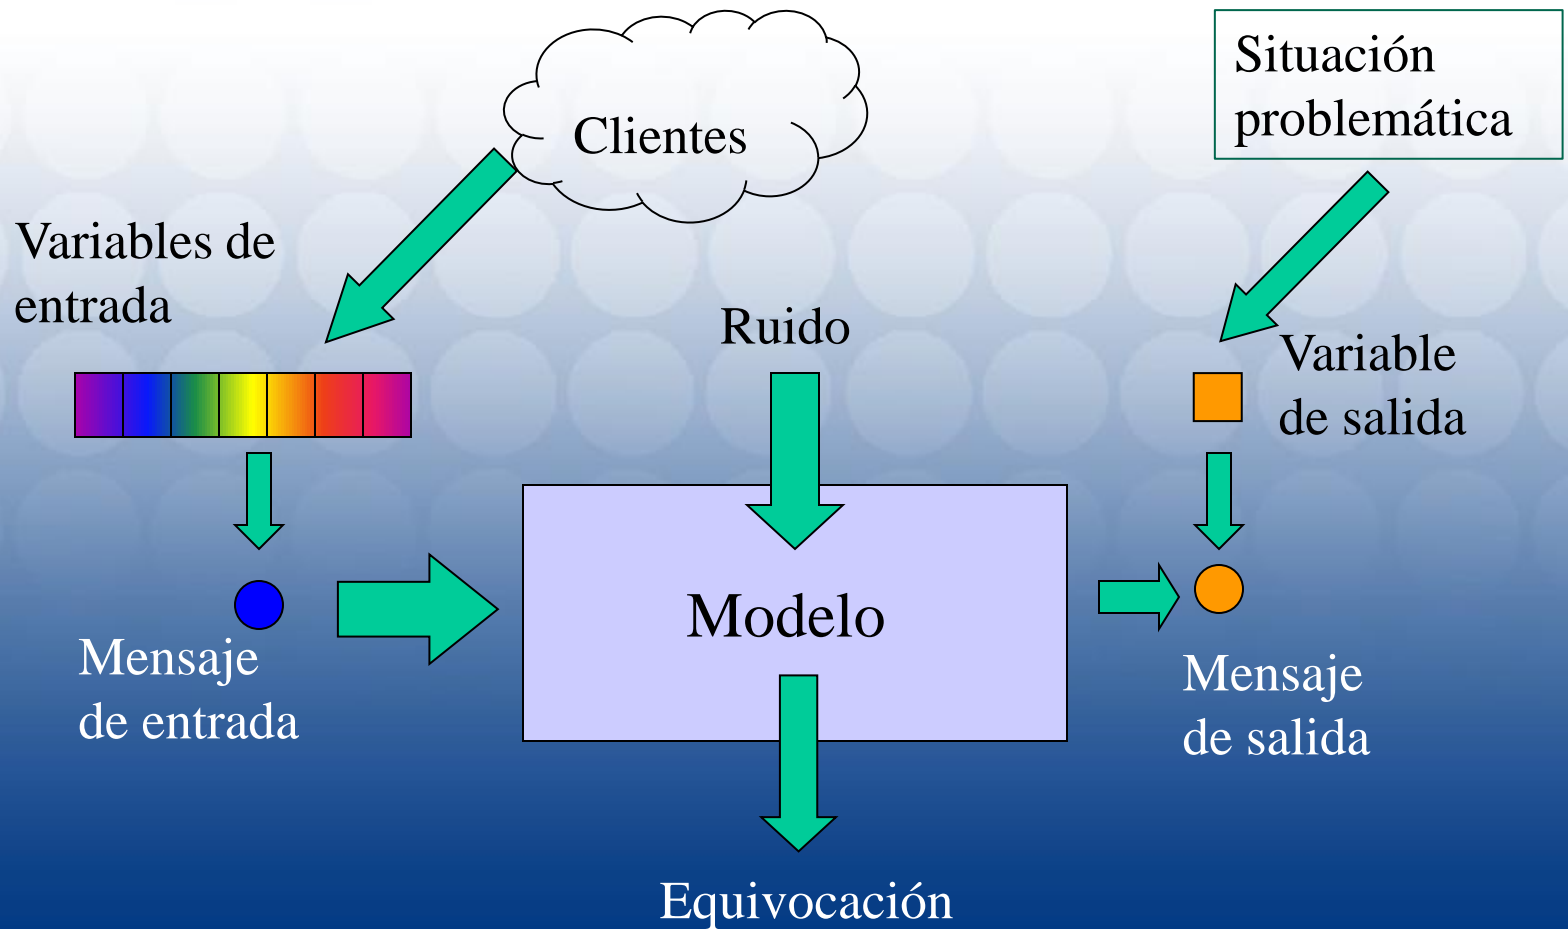 Clientes
Situación
problemática
Variables de
entrada
Ruido
Variable
de salida
Modelo
Mensaje
de entrada
Mensaje
de salida
Equivocación